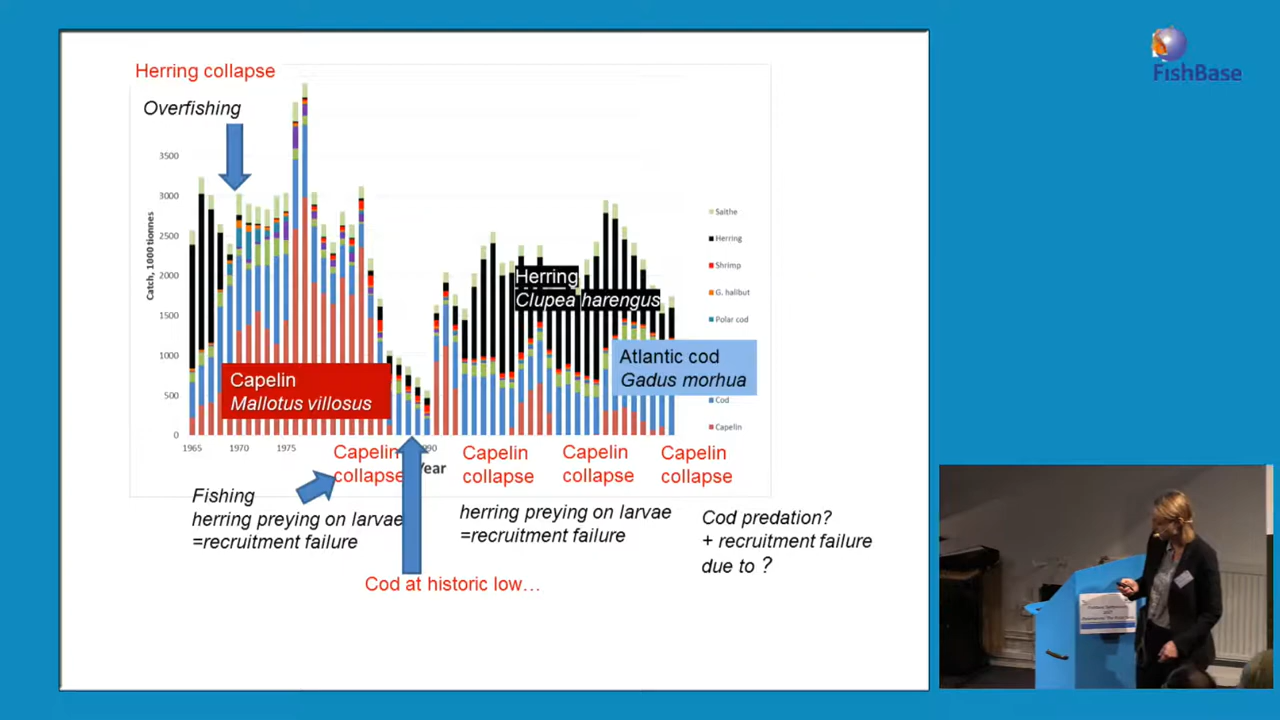 FishBase
Herring collapse
Overfishing
3500
3000
2500
2000
1500
1000
500
0
Catch, 1000 tonnes
Saithe
Herring
Shrimp
G. halibut
Polar cod
Cod
Capelin
Herring
Clupea harengus
Atlantic cod
Gadus morhua
Capelin
Mallotus villosus
1965
1970
1975
Year
Capelin
collapse
Capelin
collapse
Capelin
collapse
Capelin
collapse
Fishing
herring preying on larvae
=recruitment failure
herring preying on larvae
=recruitment failure
Cod predation?
+ recruitment failure
due to ?
Cod at historic low...